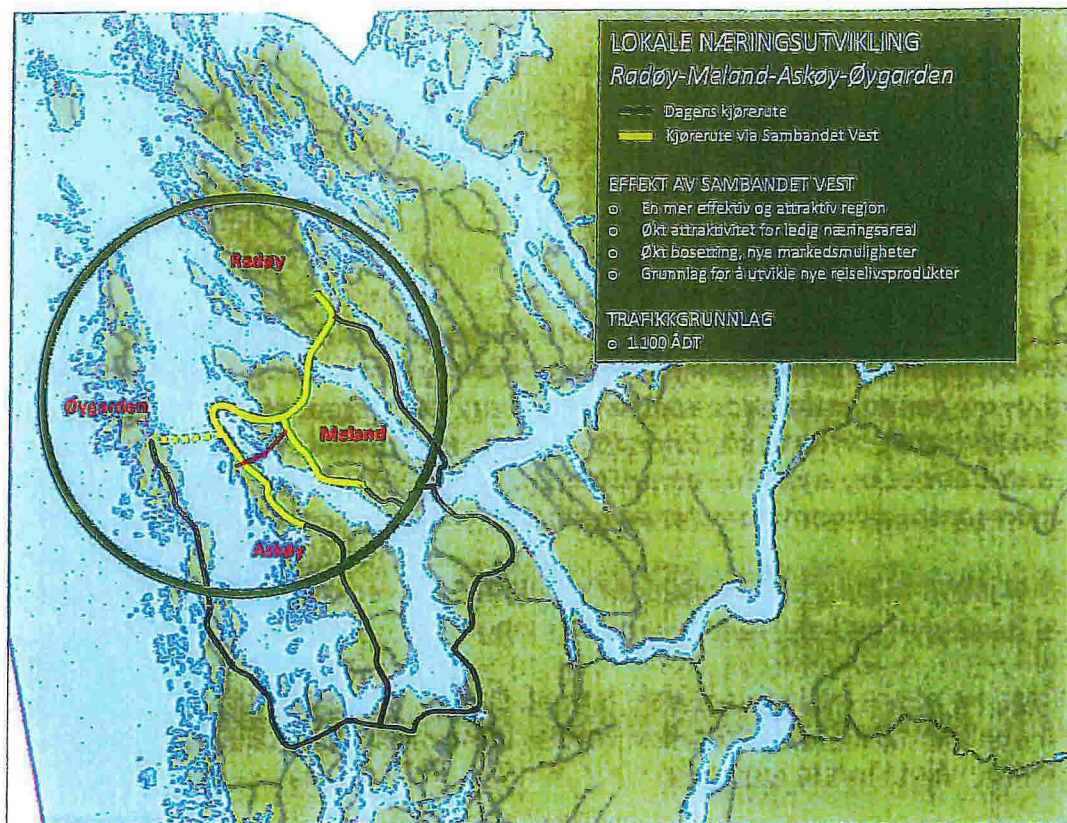 LOKALE NÆRINGSUTVIKLING
Radøy-Meland-Askøy-Øygarden
Dagens kjørerute
Kjørerute via Sambandet Vest
EFFEKT AV SAMBANDET VEST
o En mer effektiv og attraktiv region
o Økt attraktivitet for ledig næringsareal
o Økt bosetting, nye markedsmuligheter
o Grunnlag for å utvikle nye reiselivsprodukter
TRAFIKKGRUNNLAG
o 1.100 ÅDT
Radøy
Øygarden
Meland
Askøy